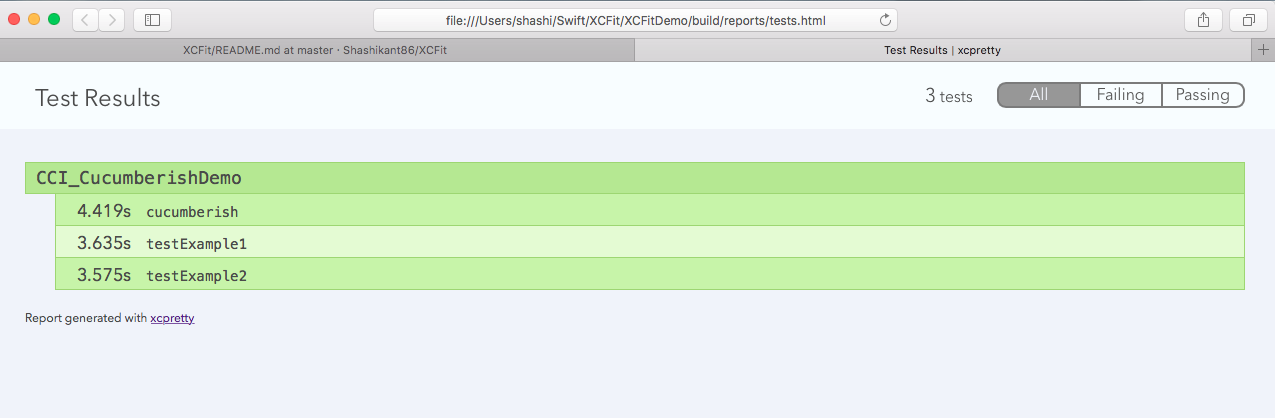 file:///Users/shashi/Swift/XCFit/XCFitDemo/build/reports/tests.html
XCFit/README.md at master · Shashikant86/XCFit
Test Results | xcpretty
Test Results
3 tests
All
Failing
Passing
CCI_CucumberishDemo
4.419s cucumberish
3.635s testExample1
3.575s testExample2
Report generated with xcpretty